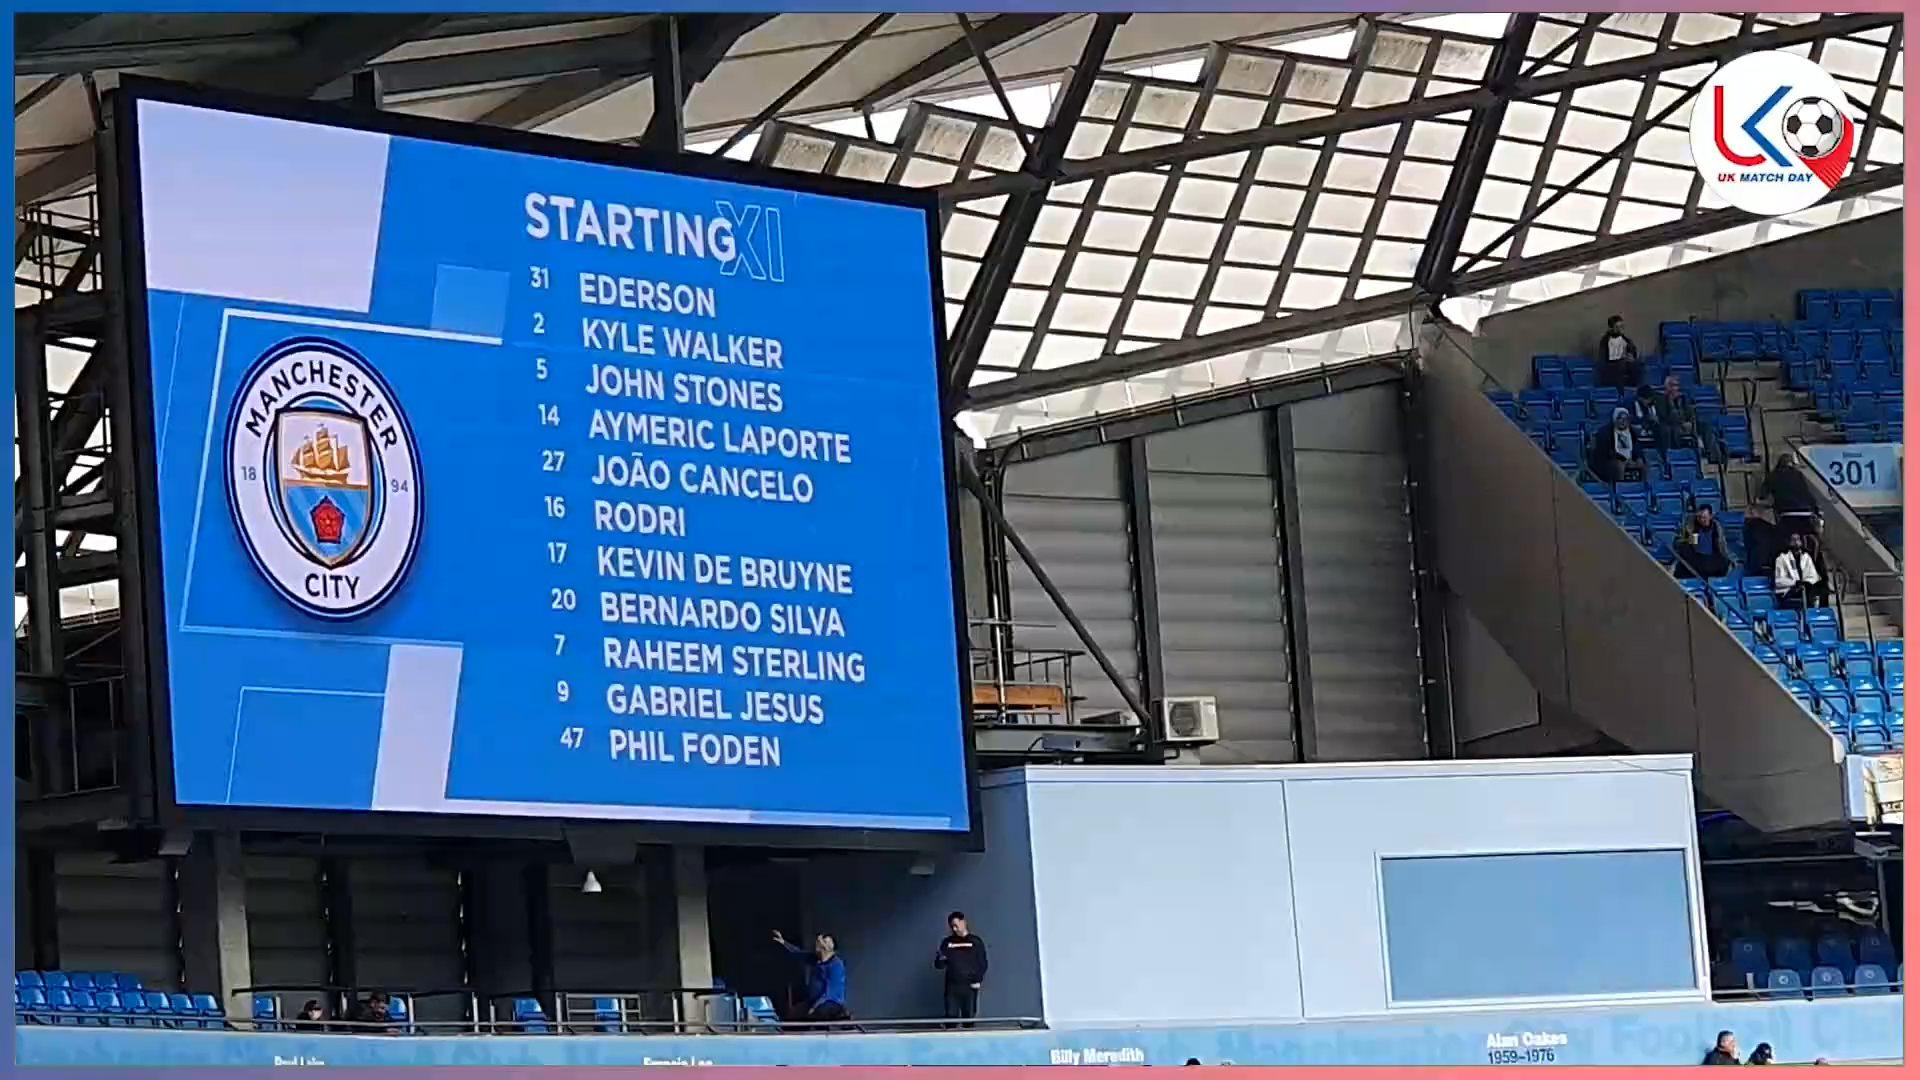 STARTING XI
31 EDERSON
2 KYLE WALKER
5 JOHN STONES
14 AYMERIC LAPORTE
27 JOÃO CANCELO
16 RODRI
17 KEVIN DE BRUYNE
20 BERNARDO SILVA
7 RAHEEM STERLING
9 GABRIEL JESUS
47 PHIL FODEN
MANCHESTER
18 94
CITY
UK
UK MATCH DAY
301
Billy Meredith
Alan Oakes
1959–1976
Football